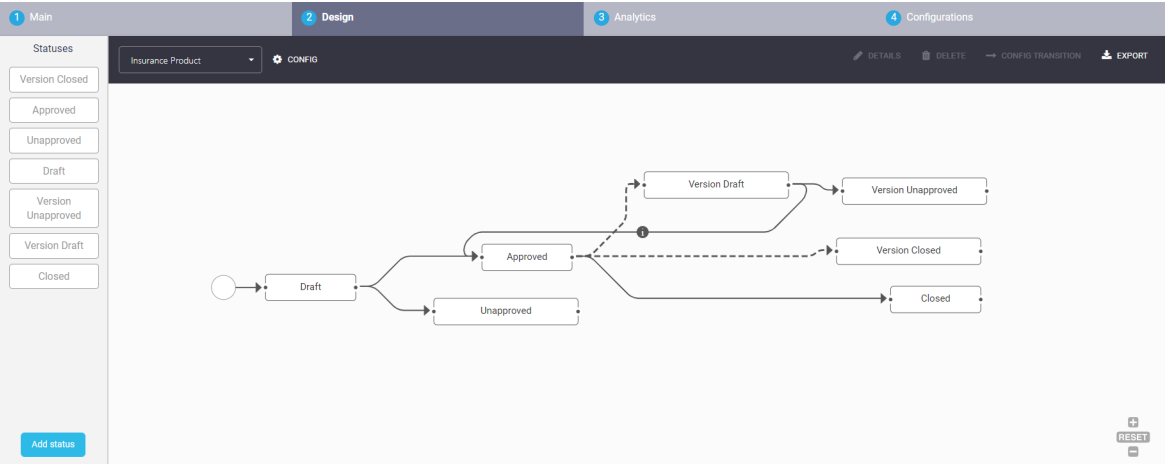 1 Main
2 Design
3 Analytics
4 Configurations
Statuses
Version Closed
Approved
Unapproved
Draft
Version
Unapproved
Version Draft
Closed
Add status
Insurance Product
CONFIG
DETAILS
DELETE
CONFIG TRANSITION
EXPORT
Version Draft
Version Unapproved
i
Approved
Version Closed
Draft
Closed
Unapproved
RESET